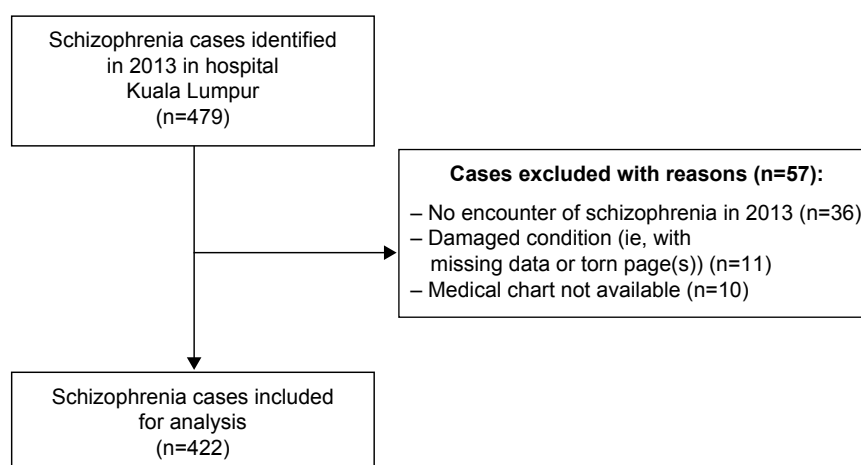 Schizophrenia cases identified
in 2013 in hospital
Kuala Lumpur
(n=479)
Cases excluded with reasons (n=57):
– No encounter of schizophrenia in 2013 (n=36)
– Damaged condition (ie, with
missing data or torn page(s)) (n=11)
– Medical chart not available (n=10)
Schizophrenia cases included
for analysis
(n=422)